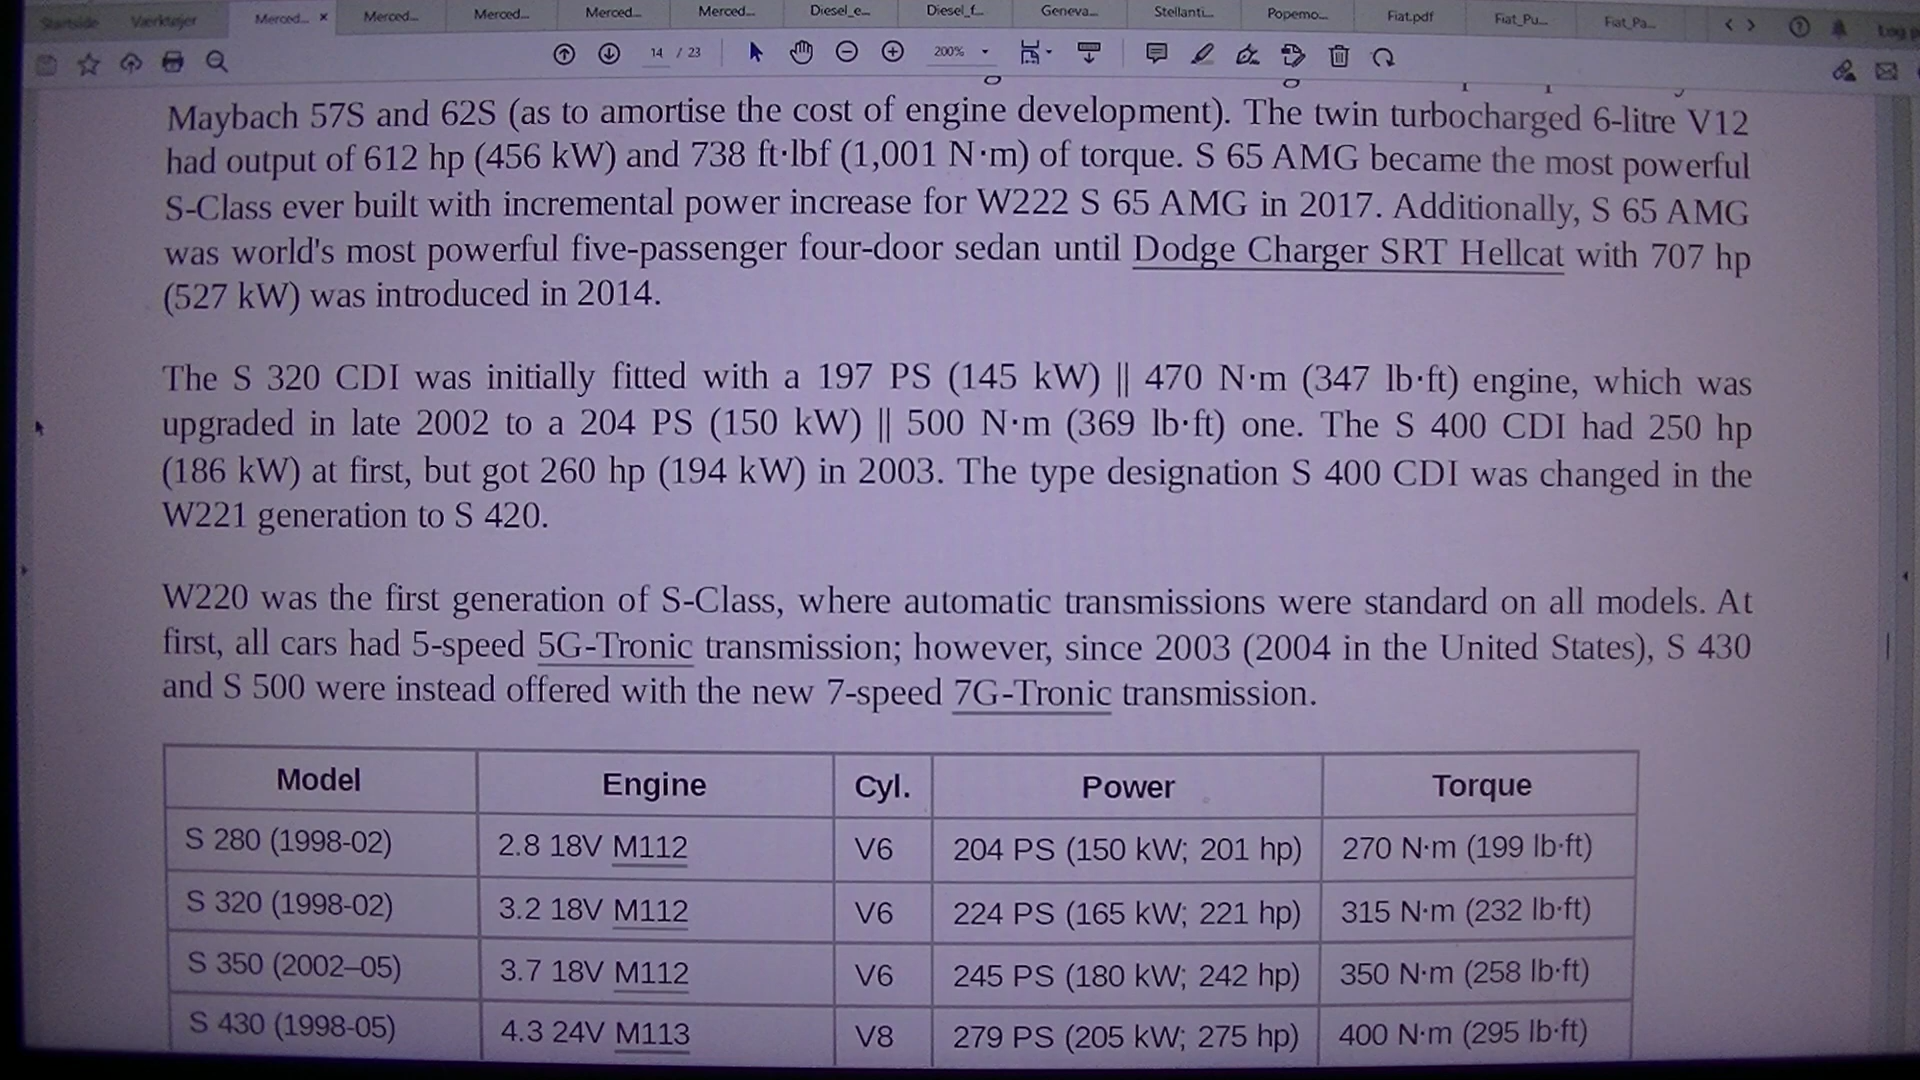 Startside
Værktøjer
Merced... ×
Merced...
Merced...
Merced...
Merced...
Diesel_e...
Diesel_f...
Geneva...
Stellanti...
Popemo...
Fiat.pdf
Fiat_Pu...
Fiat_Pa...
14 / 23
200%
Maybach 57S and 62S (as to amortise the cost of engine development). The twin turbocharged 6-litre V12
had output of 612 hp (456 kW) and 738 ft·lbf (1,001 N·m) of torque. S 65 AMG became the most powerful
S-Class ever built with incremental power increase for W222 S 65 AMG in 2017. Additionally, S 65 AMG
was world's most powerful five-passenger four-door sedan until Dodge Charger SRT Hellcat with 707 hp
(527 kW) was introduced in 2014.
The S 320 CDI was initially fitted with a 197 PS (145 kW) || 470 N·m (347 lb·ft) engine, which was
upgraded in late 2002 to a 204 PS (150 kW) || 500 N·m (369 lb·ft) one. The S 400 CDI had 250 hp
(186 kW) at first, but got 260 hp (194 kW) in 2003. The type designation S 400 CDI was changed in the
W221 generation to S 420.
W220 was the first generation of S-Class, where automatic transmissions were standard on all models. At
first, all cars had 5-speed 5G-Tronic transmission; however, since 2003 (2004 in the United States), S 430
and S 500 were instead offered with the new 7-speed 7G-Tronic transmission.
Model Engine Cyl. Power Torque
S 280 (1998-02) 2.8 18V M112 V6 204 PS (150 kW; 201 hp) 270 N·m (199 lb·ft)
S 320 (1998-02) 3.2 18V M112 V6 224 PS (165 kW; 221 hp) 315 N·m (232 lb·ft)
S 350 (2002–05) 3.7 18V M112 V6 245 PS (180 kW; 242 hp) 350 N·m (258 lb·ft)
S 430 (1998-05) 4.3 24V M113 V8 279 PS (205 kW; 275 hp) 400 N·m (295 lb·ft)